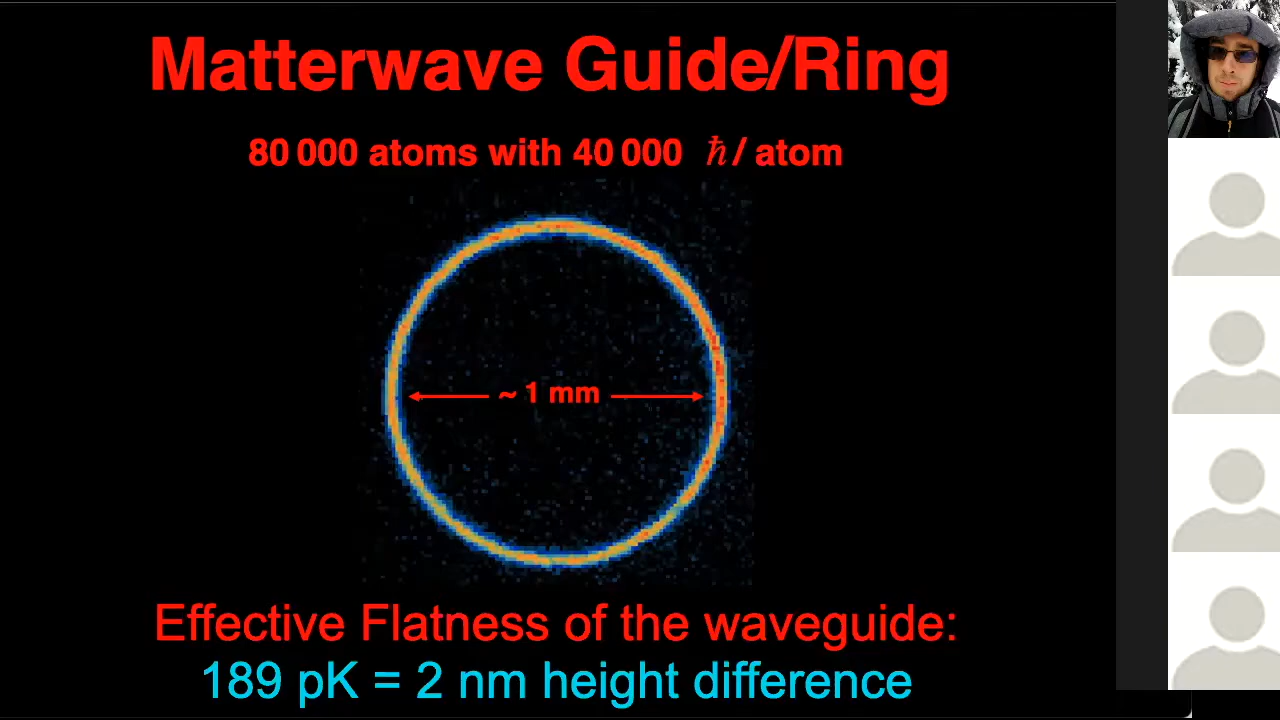 Matterwave Guide/Ring
80 000 atoms with 40 000 ℏ / atom
~ 1 mm
Effective Flatness of the waveguide:
189 pK = 2 nm height difference